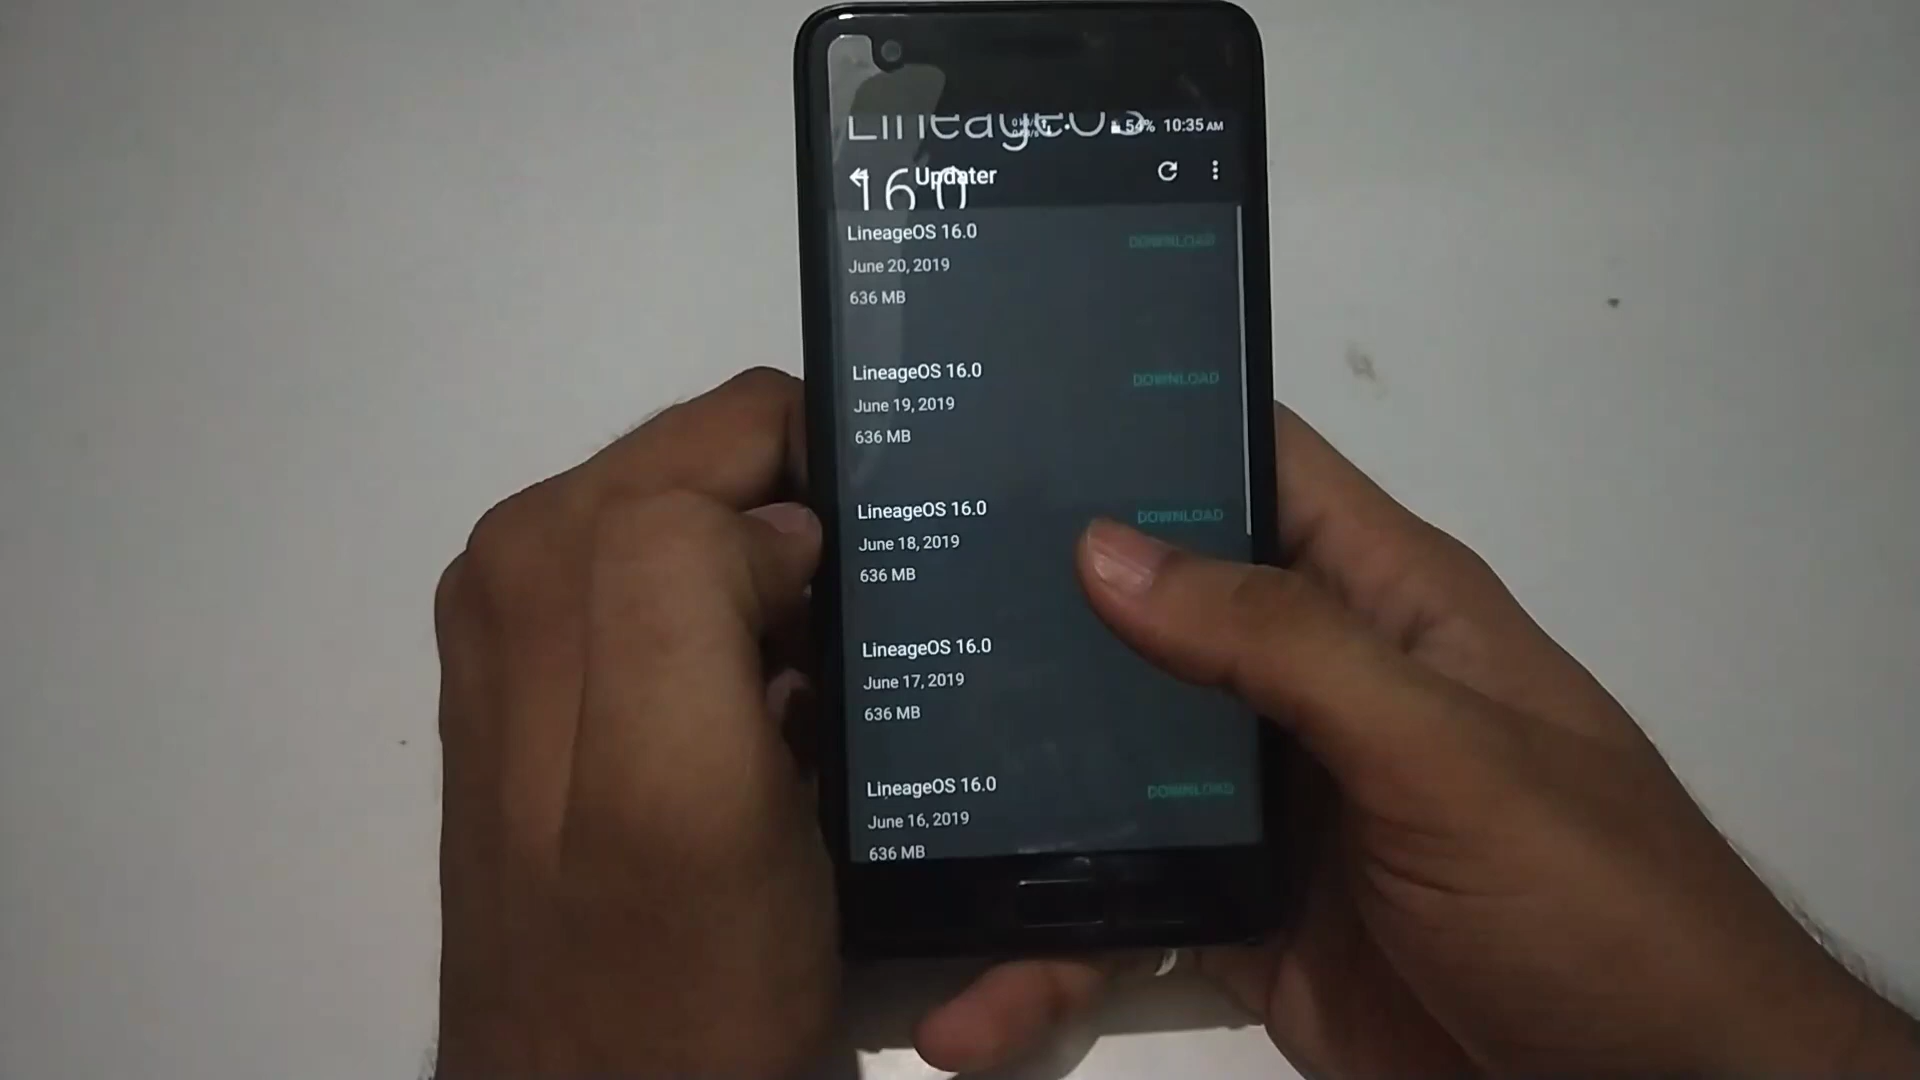 LineageOS
54% 10:35 AM
16.0
Updater
LineageOS 16.0
DOWNLOAD
June 20, 2019
636 MB
LineageOS 16.0
DOWNLOAD
June 19, 2019
636 MB
LineageOS 16.0
DOWNLOAD
June 18, 2019
636 MB
LineageOS 16.0
June 17, 2019
636 MB
LineageOS 16.0
DOWNLOAD
June 16, 2019
636 MB